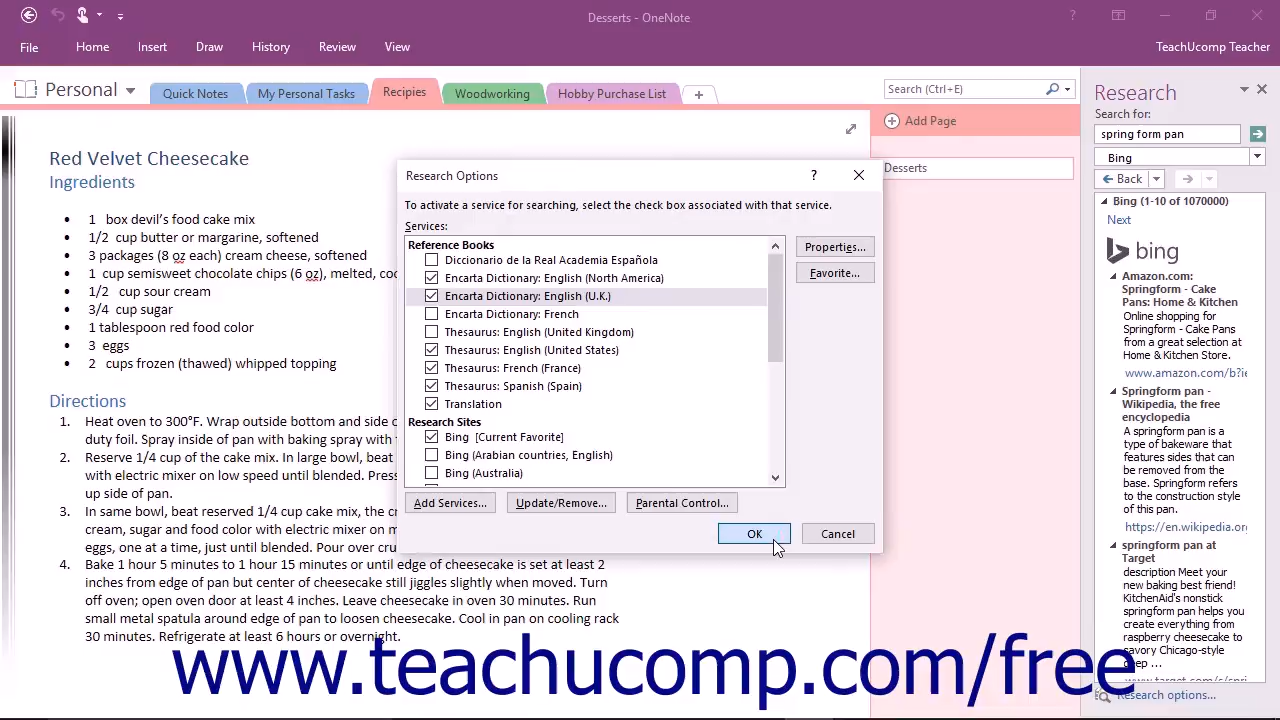 Desserts - OneNote
?
File Home Insert Draw History Review View
TeachUcomp Teacher
Personal
Quick Notes
My Personal Tasks
Recipies
Woodworking
Hobby Purchase List
+
Search (Ctrl+E)
Add Page
Desserts
Red Velvet Cheesecake
Ingredients
• 1 box devil's food cake mix
• 1/2 cup butter or margarine, softened
• 3 packages (8 oz each) cream cheese, softened
• 1 cup semisweet chocolate chips (6 oz), melted, coo
• 1/2 cup sour cream
• 3/4 cup sugar
• 1 tablespoon red food color
• 3 eggs
• 2 cups frozen (thawed) whipped topping
Directions
1. Heat oven to 300°F. Wrap outside bottom and side o
duty foil. Spray inside of pan with baking spray with f
2. Reserve 1/4 cup of the cake mix. In large bowl, beat
with electric mixer on low speed until blended. Press
up side of pan.
3. In same bowl, beat reserved 1/4 cup cake mix, the c
cream, sugar and food color with electric mixer on m
eggs, one at a time, just until blended. Pour over cru
4. Bake 1 hour 5 minutes to 1 hour 15 minutes or until edge of cheesecake is set at least 2
inches from edge of pan but center of cheesecake still jiggles slightly when moved. Turn
off oven; open oven door at least 4 inches. Leave cheesecake in oven 30 minutes. Run
small metal spatula around edge of pan to loosen cheesecake. Cool in pan on cooling rack
30 minutes. Refrigerate at least 6 hours or overnight.
Research Options
?
To activate a service for searching, select the check box associated with that service.
Services:
Reference Books
Diccionario de la Real Academia Española
Encarta Dictionary: English (North America)
Encarta Dictionary: English (U.K.)
Encarta Dictionary: French
Thesaurus: English (United Kingdom)
Thesaurus: English (United States)
Thesaurus: French (France)
Thesaurus: Spanish (Spain)
Translation
Research Sites
Bing [Current Favorite]
Bing (Arabian countries, English)
Bing (Australia)
Properties...
Favorite...
Add Services...
Update/Remove...
Parental Control...
OK
Cancel
Research
Search for:
spring form pan
Bing
Back
Bing (1-10 of 1070000)
Next
bing
Amazon.com:
Springform - Cake
Pans: Home & Kitchen
Online shopping for
Springform - Cake Pans
from a great selection at
Home & Kitchen Store.
www.amazon.com/b?ie
Springform pan -
Wikipedia, the free
encyclopedia
A springform pan is a
type of bakeware that
features sides that can
be removed from the
base. Springform refers
to the construction style
of this pan.
https://en.wikipedia.org
springform pan at
Target
description Meet your
new baking best friend!
KitchenAid's nonstick
springform pan helps you
create everything from
raspberry cheesecake to
savory Chicago-style
deep ...
Research options...
www.teachucomp.com/free